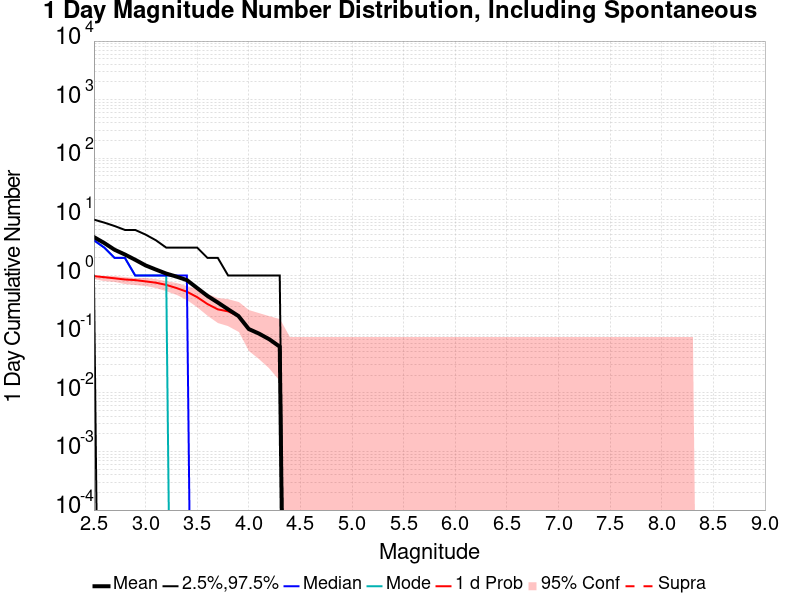 1 Day Magnitude Number Distribution, Including Spontaneous
10^4
10^3
10^2
10^1
10^0
10^-1
10^-2
10^-3
10^-4
1 Day Cumulative Number
2.5 3.0 3.5 4.0 4.5 5.0 5.5 6.0 6.5 7.0 7.5 8.0 8.5 9.0
Magnitude
Mean 2.5%,97.5% Median Mode 1 d Prob 95% Conf Supra